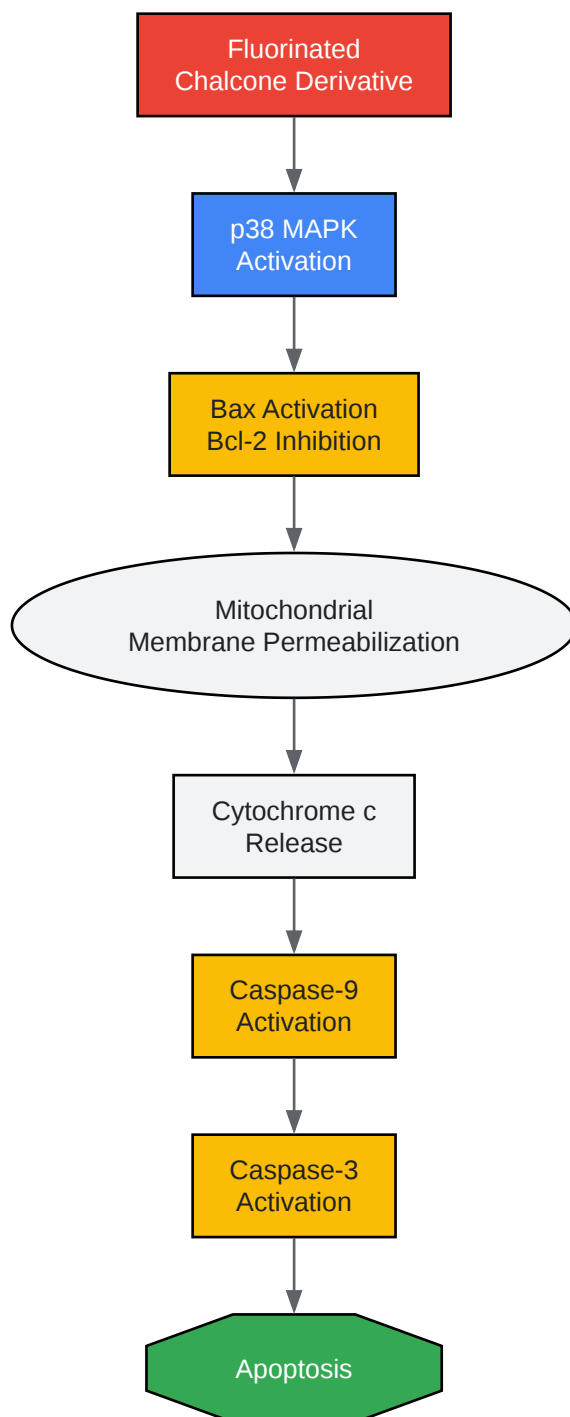 Fluorinated
Chalcone Derivative
p38 MAPK
Activation
Bax Activation
Bcl-2 Inhibition
Mitochondrial
Membrane Permeabilization
Cytochrome c
Release
Caspase-9
Activation
Caspase-3
Activation
Apoptosis